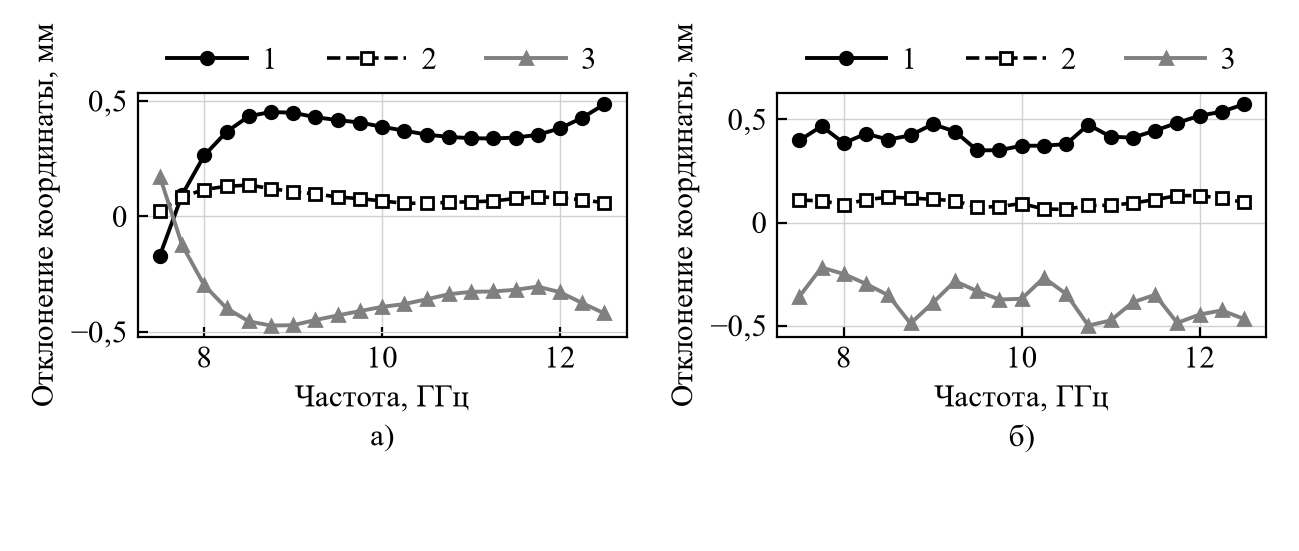 1 2 3
Отклонение координаты, мм
0,5
0
−0,5
8 10 12
Частота, ГГц
а)
1 2 3
Отклонение координаты, мм
0,5
0
−0,5
8 10 12
Частота, ГГц
б)